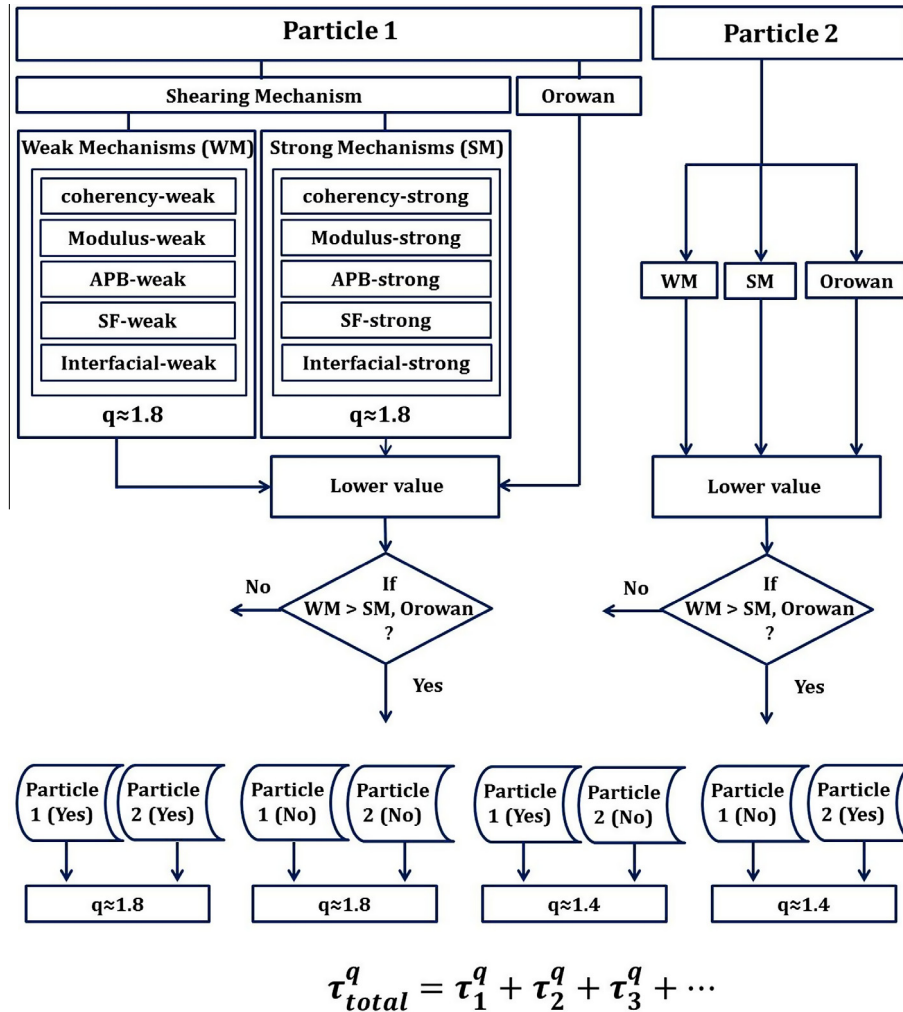 Particle 1
Particle 2
Shearing Mechanism
Orowan
Weak Mechanisms (WM)
Strong Mechanisms (SM)
coherency-weak
Modulus-weak
APB-weak
SF-weak
Interfacial-weak
q≈1.8
coherency-strong
Modulus-strong
APB-strong
SF-strong
Interfacial-strong
q≈1.8
WM
SM
Orowan
Lower value
Lower value
No
If
WM > SM, Orowan
?
Yes
No
If
WM > SM, Orowan
?
Yes
Particle
1 (Yes)
Particle
2 (Yes)
Particle
1 (No)
Particle
2 (No)
Particle
1 (Yes)
Particle
2 (No)
Particle
1 (No)
Particle
2 (Yes)
q≈1.8
q≈1.8
q≈1.4
q≈1.4
τ_total^q = τ_1^q + τ_2^q + τ_3^q + ⋯